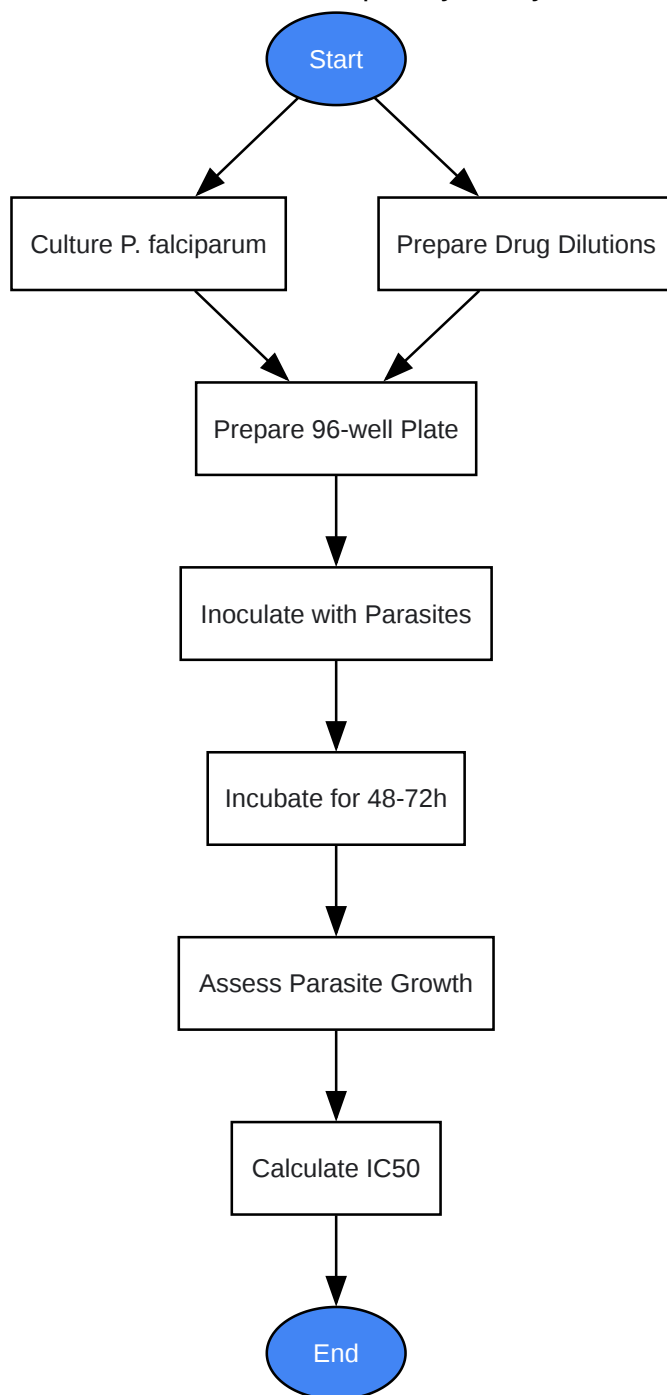 Start
Culture P. falciparum
Prepare Drug Dilutions
Prepare 96-well Plate
Inoculate with Parasites
Incubate for 48-72h
Assess Parasite Growth
Calculate IC50
End